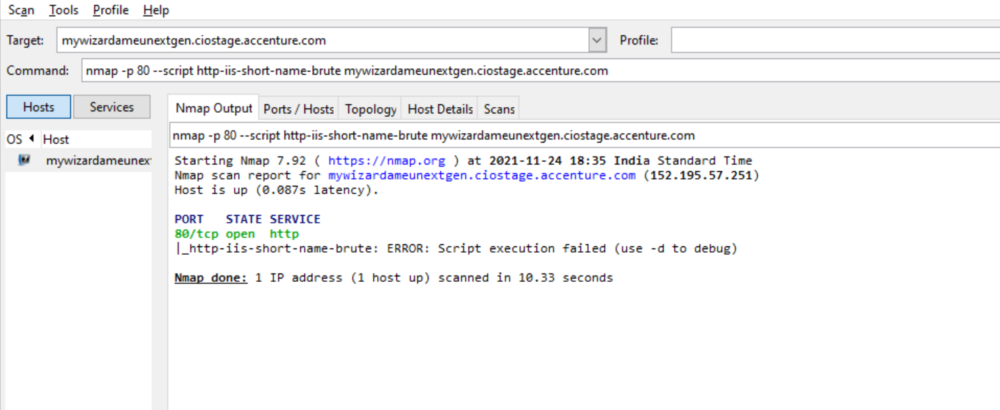 Scan Tools Profile Help
Target: mywizardameunextgen.ciostage.accenture.com Profile:
Command: nmap -p 80 --script http-iis-short-name-brute mywizardameunextgen.ciostage.accenture.com
Hosts Services
Nmap Output Ports / Hosts Topology Host Details Scans
nmap -p 80 --script http-iis-short-name-brute mywizardameunextgen.ciostage.accenture.com
OS Host
mywizardameunex
Starting Nmap 7.92 ( https://nmap.org ) at 2021-11-24 18:35 India Standard Time
Nmap scan report for mywizardameunextgen.ciostage.accenture.com (152.195.57.251)
Host is up (0.087s latency).
PORT STATE SERVICE
80/tcp open http
|_http-iis-short-name-brute: ERROR: Script execution failed (use -d to debug)
Nmap done: 1 IP address (1 host up) scanned in 10.33 seconds